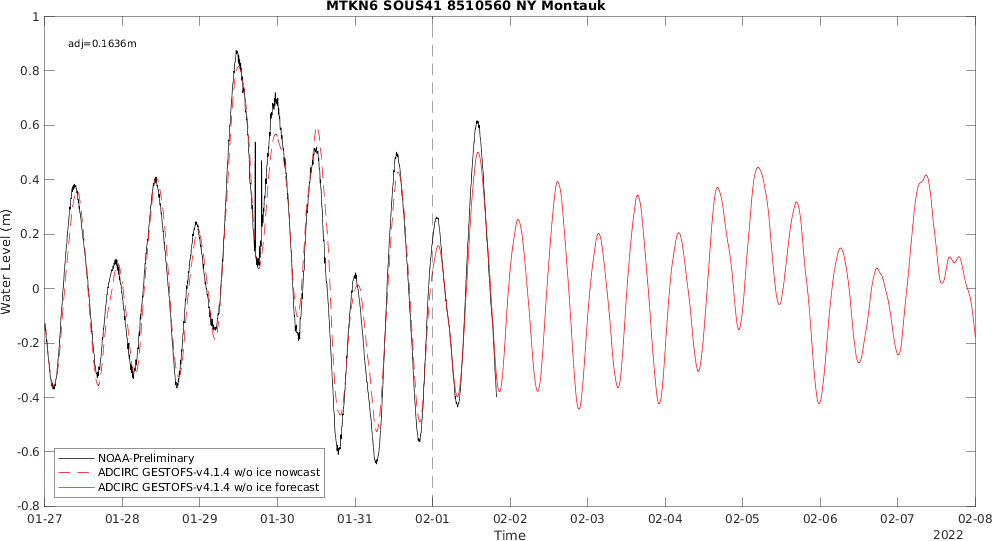 MTKN6 SOUS41 8510560 NY Montauk
adj=0.1636m
1
0.8
0.6
0.4
0.2
0
-0.2
-0.4
-0.6
-0.8
Water Level (m)
NOAA-Preliminary
ADCIRC GESTOFS-v4.1.4 w/o ice nowcast
ADCIRC GESTOFS-v4.1.4 w/o ice forecast
01-27 01-28 01-29 01-30 01-31 02-01 02-02 02-03 02-04 02-05 02-06 02-07 02-08
Time
2022